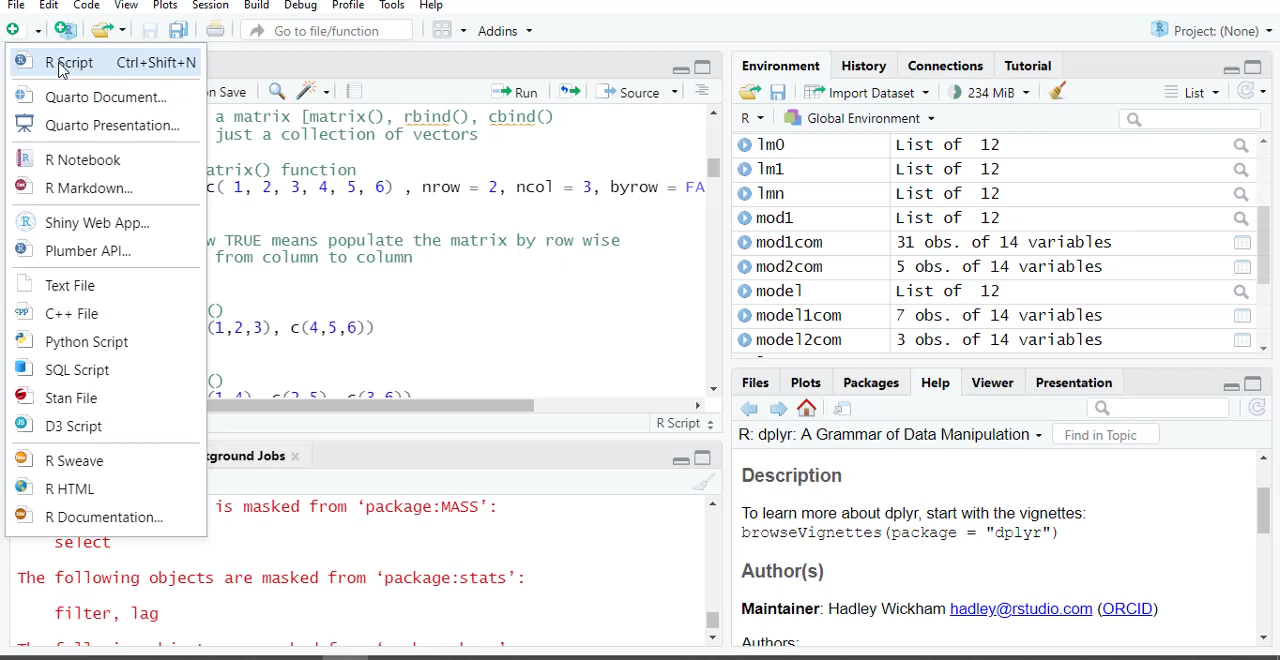 File Edit Code View Plots Session Build Debug Profile Tools Help
Go to file/function Addins Project: (None)
R Script Ctrl+Shift+N
Quarto Document...
Quarto Presentation...
R Notebook
R Markdown...
Shiny Web App...
Plumber API...
Text File
C++ File
Python Script
SQL Script
Stan File
D3 Script
R Sweave
R HTML
R Documentation...
on Save Run Source
a matrix [matrix(), rbind(), cbind()
just a collection of vectors
atrix() function
c( 1, 2, 3, 4, 5, 6) , nrow = 2, ncol = 3, byrow = FA
w TRUE means populate the matrix by row wise
from column to column
()
(1,2,3), c(4,5,6))
()
(1,4), c(2,5), c(3,6))
R Script
ground Jobs
is masked from ‘package:MASS’:
select
The following objects are masked from ‘package:stats’:
filter, lag
Environment History Connections Tutorial
Import Dataset 234 MiB List
R Global Environment
lm0 List of 12
lm1 List of 12
lmn List of 12
mod1 List of 12
mod1com 31 obs. of 14 variables
mod2com 5 obs. of 14 variables
model List of 12
model1com 7 obs. of 14 variables
model2com 3 obs. of 14 variables
Files Plots Packages Help Viewer Presentation
R: dplyr: A Grammar of Data Manipulation Find in Topic
Description
To learn more about dplyr, start with the vignettes:
browseVignettes(package = "dplyr")
Author(s)
Maintainer: Hadley Wickham hadley@rstudio.com (ORCID)
Authors: